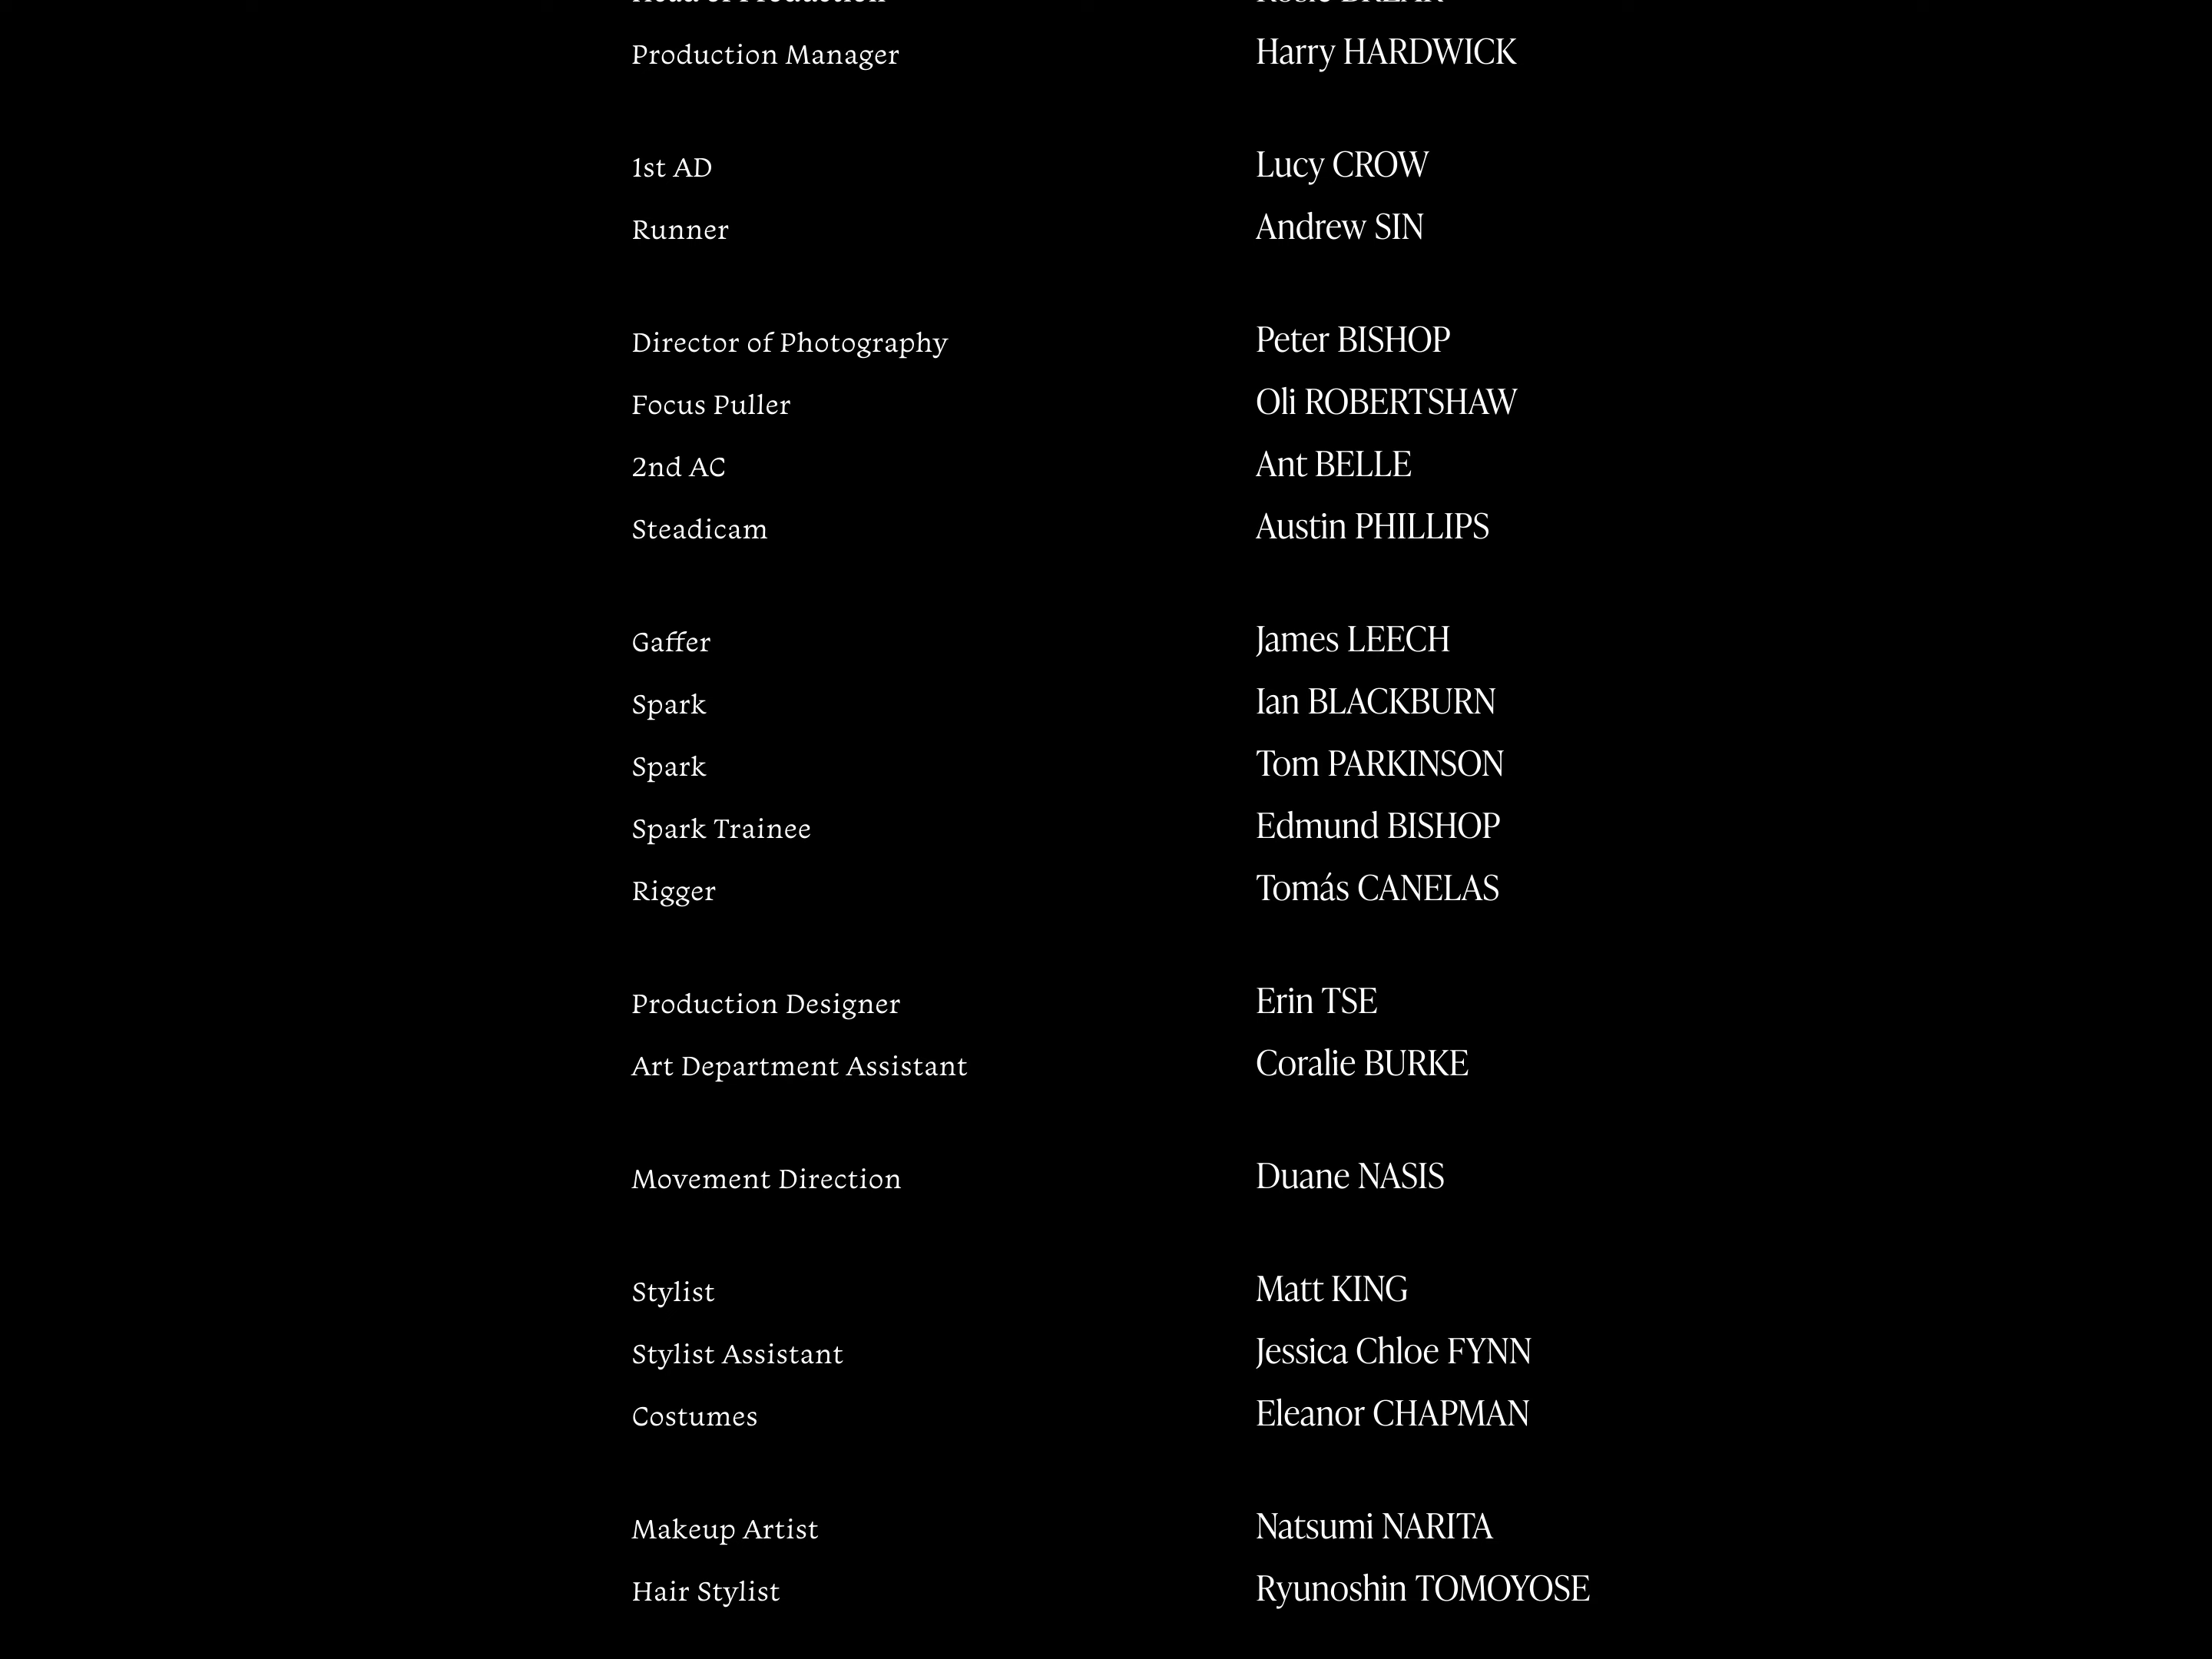 Production Manager Harry HARDWICK
1st AD Lucy CROW
Runner Andrew SIN
Director of Photography Peter BISHOP
Focus Puller Oli ROBERTSHAW
2nd AC Ant BELLE
Steadicam Austin PHILLIPS
Gaffer James LEECH
Spark Ian BLACKBURN
Spark Tom PARKINSON
Spark Trainee Edmund BISHOP
Rigger Tomás CANELAS
Production Designer Erin TSE
Art Department Assistant Coralie BURKE
Movement Direction Duane NASIS
Stylist Matt KING
Stylist Assistant Jessica Chloe FYNN
Costumes Eleanor CHAPMAN
Makeup Artist Natsumi NARITA
Hair Stylist Ryunoshin TOMOYOSE